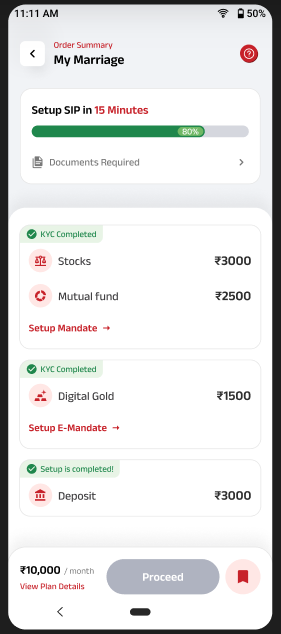 11:11 AM 50%
Order Summary
My Marriage
Setup SIP in 15 Minutes
80%
Documents Required
KYC Completed
Stocks ₹3000
Mutual fund ₹2500
Setup Mandate →
KYC Completed
Digital Gold ₹1500
Setup E-Mandate →
Setup is completed!
Deposit ₹3000
₹10,000 / month
View Plan Details
Proceed